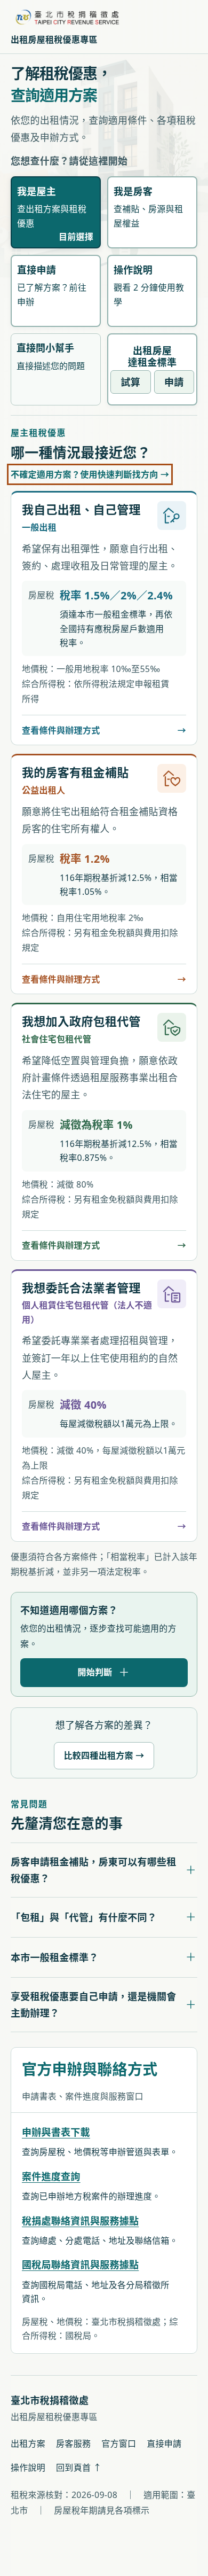 臺北市稅捐稽徵處
TAIPEI CITY REVENUE SERVICE
出租房屋租稅優惠專區
了解租稅優惠，
查詢適用方案
依您的出租情況，查詢適用條件、各項租稅
優惠及申辦方式。
您想查什麼？請從這裡開始
我是屋主
查出租方案與租稅
優惠
目前選擇
我是房客
查補貼、房源與租
屋權益
直接申請
已了解方案？前往
申辦
操作說明
觀看 2 分鐘使用教
學
直接問小幫手
直接描述您的問題
出租房屋
達租金標準
試算
申請
屋主租稅優惠
哪一種情況最接近您？
不確定適用方案？使用快速判斷找方向 →
我自己出租、自己管理
一般出租
希望保有出租彈性，願意自行出租、
簽約、處理收租及日常管理的屋主。
房屋稅 稅率 1.5%／2%／2.4%
須達本市一般租金標準，再依
全國持有應稅房屋戶數適用
稅率。
地價稅：一般用地稅率 10‰至55‰
綜合所得稅：依所得稅法規定申報租賃
所得
查看條件與辦理方式 →
我的房客有租金補貼
公益出租人
願意將住宅出租給符合租金補貼資格
房客的住宅所有權人。
房屋稅 稅率 1.2%
116年期稅基折減12.5%，相當
稅率1.05%。
地價稅：自用住宅用地稅率 2‰
綜合所得稅：另有租金免稅額與費用扣除
規定
查看條件與辦理方式 →
我想加入政府包租代管
社會住宅包租代管
希望降低空置與管理負擔，願意依政
府計畫條件透過租屋服務事業出租合
法住宅的屋主。
房屋稅 減徵為稅率 1%
116年期稅基折減12.5%，相當
稅率0.875%。
地價稅：減徵 80%
綜合所得稅：另有租金免稅額與費用扣除
規定
查看條件與辦理方式 →
我想委託合法業者管理
個人租賃住宅包租代管（法人不適
用）
希望委託專業業者處理招租與管理，
並簽訂一年以上住宅使用租約的自然
人屋主。
房屋稅 減徵 40%
每屋減徵稅額以1萬元為上限。
地價稅：減徵 40%，每屋減徵稅額以1萬元
為上限
綜合所得稅：另有租金免稅額與費用扣除
規定
查看條件與辦理方式 →
優惠須符合各方案條件；「相當稅率」已計入該年
期稅基折減，並非另一項法定稅率。
不知道適用哪個方案？
依您的出租情況，逐步查找可能適用的方
案。
開始判斷 ＋
想了解各方案的差異？
比較四種出租方案 →
常見問題
先釐清您在意的事
房客申請租金補貼，房東可以有哪些租
稅優惠？
「包租」與「代管」有什麼不同？
本市一般租金標準？
享受租稅優惠要自己申請，還是機關會
主動辦理？
官方申辦與聯絡方式
申請書表、案件進度與服務窗口
申辦與書表下載
查詢房屋稅、地價稅等申辦管道與表單。
案件進度查詢
查詢已申辦地方稅案件的辦理進度。
稅捐處聯絡資訊與服務據點
查詢總處、分處電話、地址及聯絡信箱。
國稅局聯絡資訊與服務據點
查詢國稅局電話、地址及各分局稽徵所
資訊。
房屋稅、地價稅：臺北市稅捐稽徵處；綜
合所得稅：國稅局。
臺北市稅捐稽徵處
出租房屋租稅優惠專區
出租方案 房客服務 官方窗口 直接申請
操作說明 回到頁首 ↑
租稅來源核對：2026-09-08 ｜ 適用範圍：臺
北市 ｜ 房屋稅年期請見各項標示